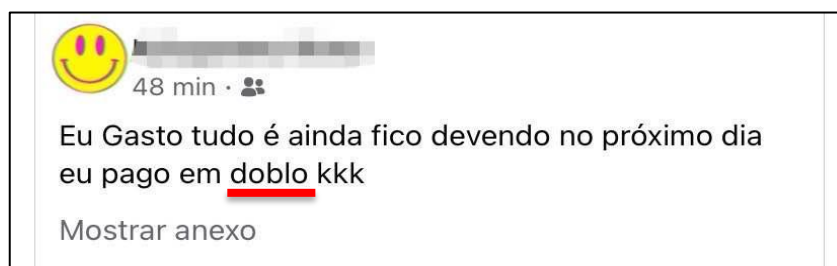 48 min ·
Eu Gasto tudo é ainda fico devendo no próximo dia
eu pago em doblo kkk
Mostrar anexo